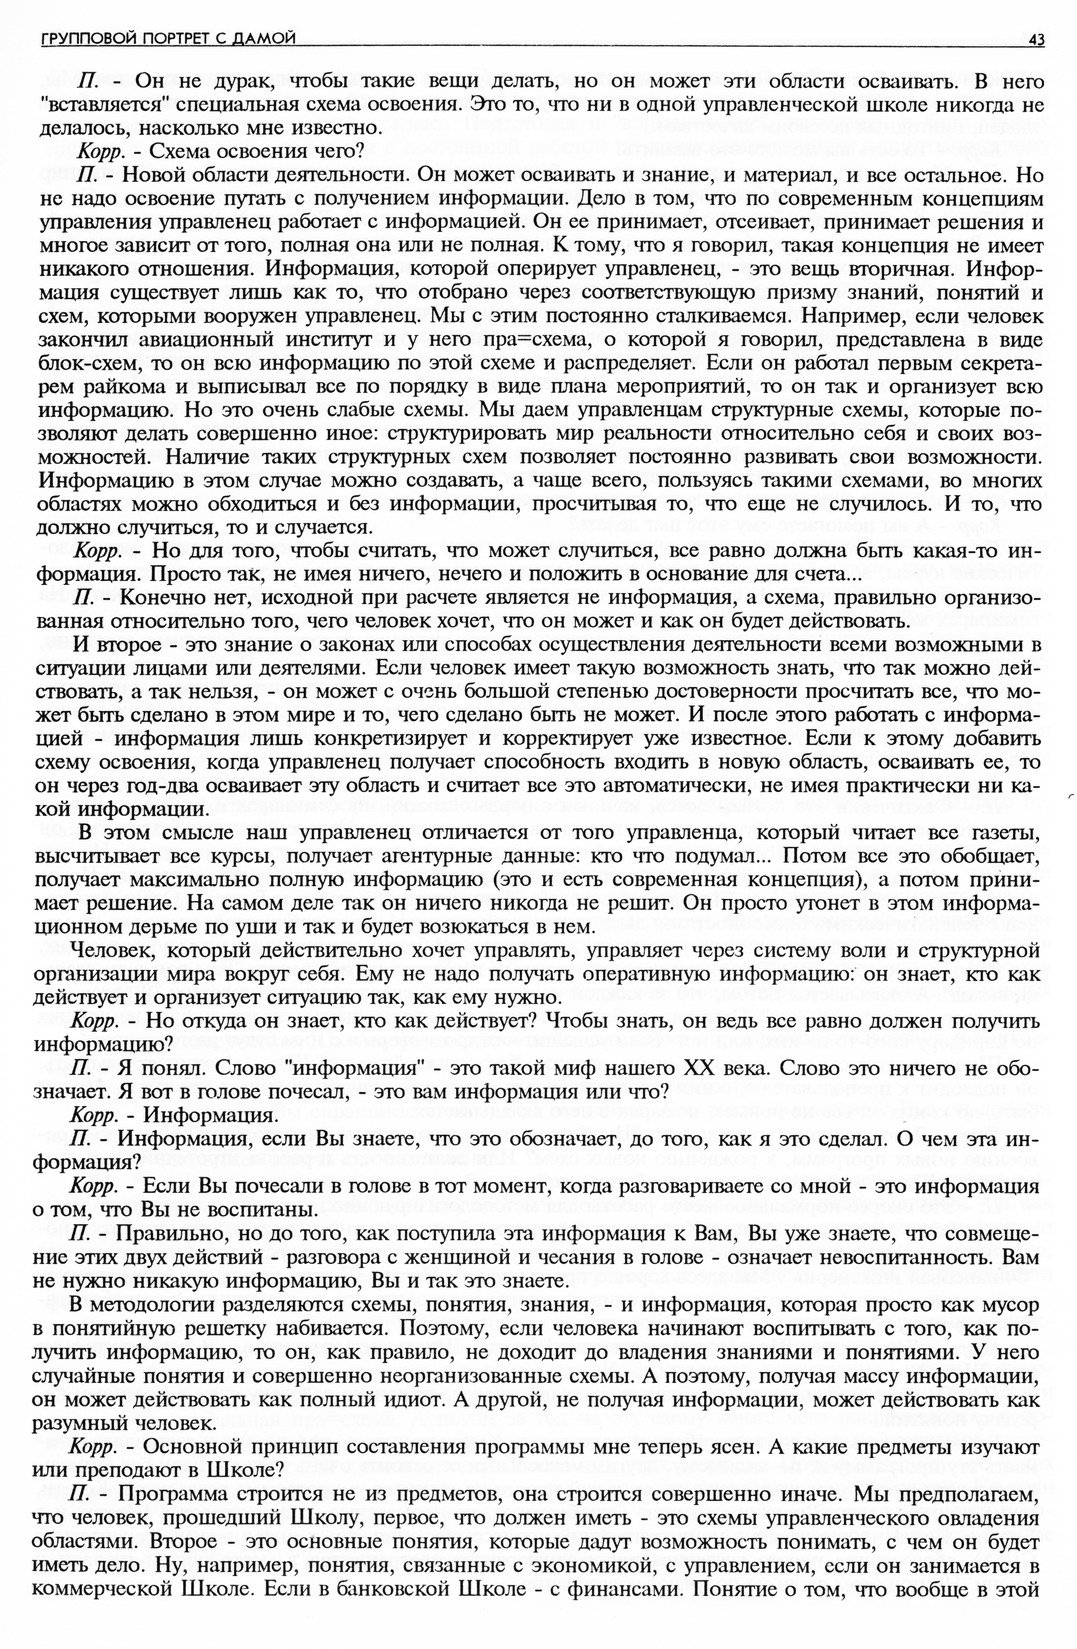 ГРУППОВОЙ ПОРТРЕТ С ДАМОЙ 43
П. - Он не дурак, чтобы такие вещи делать, но он может эти области осваивать. В него
"вставляется" специальная схема освоения. Это то, что ни в одной управленческой школе никогда не
делалось, насколько мне известно.
Корр. - Схема освоения чего?
П. - Новой области деятельности. Он может осваивать и знание, и материал, и все остальное. Но
не надо освоение путать с получением информации. Дело в том, что по современным концепциям
управления управленец работает с информацией. Он ее принимает, отсеивает, принимает решения и
многое зависит от того, полная она или не полная. К тому, что я говорил, такая концепция не имеет
никакого отношения. Информация, которой оперирует управленец, - это вещь вторичная. Инфор-
мация существует лишь как то, что отобрано через соответствующую призму знаний, понятий и
схем, которыми вооружен управленец. Мы с этим постоянно сталкиваемся. Например, если человек
закончил авиационный институт и у него пра=схема, о которой я говорил, представлена в виде
блок-схем, то он всю информацию по этой схеме и распределяет. Если он работал первым секрета-
рем райкома и выписывал все по порядку в виде плана мероприятий, то он так и организует всю
информацию. Но это очень слабые схемы. Мы даем управленцам структурные схемы, которые по-
зволяют делать совершенно иное: структурировать мир реальности относительно себя и своих воз-
можностей. Наличие таких структурных схем позволяет постоянно развивать свои возможности.
Информацию в этом случае можно создавать, а чаще всего, пользуясь такими схемами, во многих
областях можно обходиться и без информации, просчитывая то, что еще не случилось. И то, что
должно случиться, то и случается.
Корр. - Но для того, чтобы считать, что может случиться, все равно должна быть какая-то ин-
формация. Просто так, не имея ничего, нечего и положить в основание для счета...
П. - Конечно нет, исходной при расчете является не информация, а схема, правильно организо-
ванная относительно того, чего человек хочет, что он может и как он будет действовать.
И второе - это знание о законах или способах осуществления деятельности всеми возможными в
ситуации лицами или деятелями. Если человек имеет такую возможность знать, что так можно дей-
ствовать, а так нельзя, - он может с очень большой степенью достоверности просчитать все, что мо-
жет быть сделано в этом мире и то, чего сделано быть не может. И после этого работать с информа-
цией - информация лишь конкретизирует и корректирует уже известное. Если к этому добавить
схему освоения, когда управленец получает способность входить в новую область, осваивать ее, то
он через год-два осваивает эту область и считает все это автоматически, не имея практически ни ка-
кой информации.
В этом смысле наш управленец отличается от того управленца, который читает все газеты,
высчитывает все курсы, получает агентурные данные: кто что подумал... Потом все это обобщает,
получает максимально полную информацию (это и есть современная концепция), а потом прини-
мает решение. На самом деле так он ничего никогда не решит. Он просто утонет в этом информа-
ционном дерьме по уши и так и будет возюкаться в нем.
Человек, который действительно хочет управлять, управляет через систему воли и структурной
организации мира вокруг себя. Ему не надо получать оперативную информацию: он знает, кто как
действует и организует ситуацию так, как ему нужно.
Корр. - Но откуда он знает, кто как действует? Чтобы знать, он ведь все равно должен получить
информацию?
П. - Я понял. Слово "информация" - это такой миф нашего XX века. Слово это ничего не обо-
значает. Я вот в голове почесал, - это вам информация или что?
Корр. - Информация.
П. - Информация, если Вы знаете, что это обозначает, до того, как я это сделал. О чем эта ин-
формация?
Корр. - Если Вы почесали в голове в тот момент, когда разговариваете со мной - это информация
о том, что Вы не воспитаны.
П. - Правильно, но до того, как поступила эта информация к Вам, Вы уже знаете, что совмеще-
ние этих двух действий - разговора с женщиной и чесания в голове - означает невоспитанность. Вам
не нужно никакую информацию, Вы и так это знаете.
В методологии разделяются схемы, понятия, знания, - и информация, которая просто как мусор
в понятийную решетку набивается. Поэтому, если человека начинают воспитывать с того, как по-
лучить информацию, то он, как правило, не доходит до владения знаниями и понятиями. У него
случайные понятия и совершенно неорганизованные схемы. А поэтому, получая массу информации,
он может действовать как полный идиот. А другой, не получая информации, может действовать как
разумный человек.
Корр. - Основной принцип составления программы мне теперь ясен. А какие предметы изучают
или преподают в Школе?
П. - Программа строится не из предметов, она строится совершенно иначе. Мы предполагаем,
что человек, прошедший Школу, первое, что должен иметь - это схемы управленческого овладения
областями. Второе - это основные понятия, которые дадут возможность понимать, с чем он будет
иметь дело. Ну, например, понятия, связанные с экономикой, с управлением, если он занимается в
коммерческой Школе. Если в банковской Школе - с финансами. Понятие о том, что вообще в этой